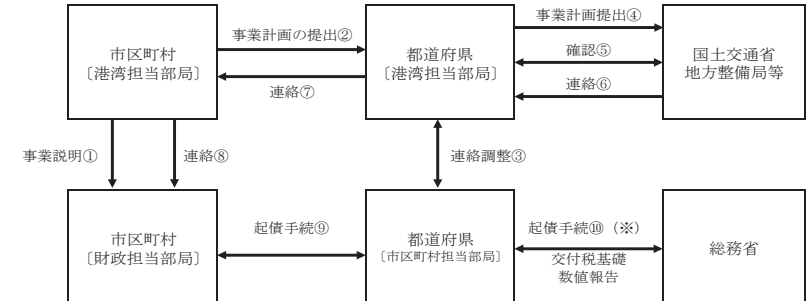 事業計画の提出②
事業計画提出④
市区町村
〔港湾担当部局〕
都道府県
〔港湾担当部局〕
確認⑤
国土交通省
地方整備局等
連絡⑦
連絡⑥
事業説明①
連絡⑧
連絡調整③
市区町村
〔財政担当部局〕
起債手続⑨
都道府県
〔市区町村担当部局〕
起債手続⑩（※）
交付税基礎
数値報告
総務省